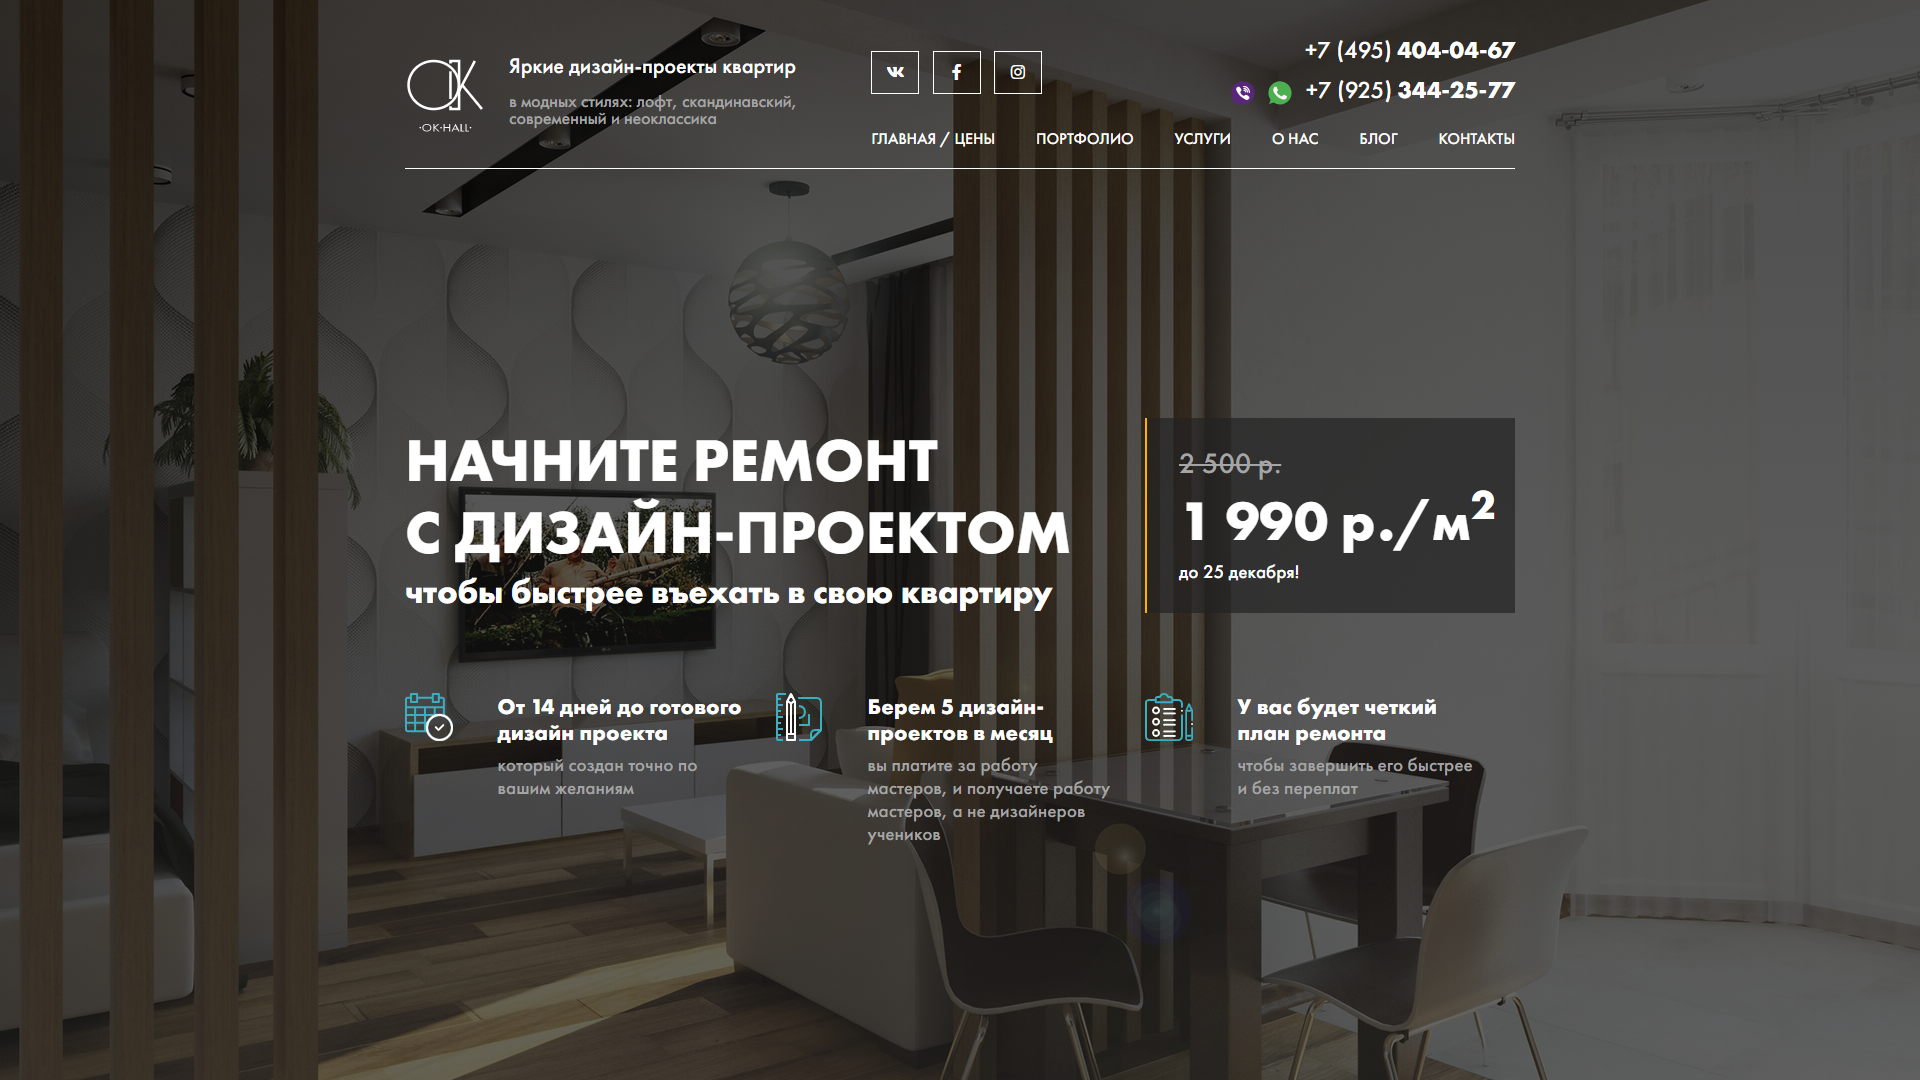 ·OK·HALL·
Яркие дизайн-проекты квартир
в модных стилях: лофт, скандинавский,
современный и неоклассика
+7 (495) 404-04-67
+7 (925) 344-25-77
ГЛАВНАЯ / ЦЕНЫ
ПОРТФОЛИО
УСЛУГИ
О НАС
БЛОГ
КОНТАКТЫ
НАЧНИТЕ РЕМОНТ
С ДИЗАЙН-ПРОЕКТОМ
чтобы быстрее въехать в свою квартиру
2 500 р.
1 990 р./м²
до 25 декабря!
От 14 дней до готового
дизайн проекта
который создан точно по
вашим желаниям
Берем 5 дизайн-
проектов в месяц
вы платите за работу
мастеров, и получаете работу
мастеров, а не дизайнеров
учеников
У вас будет четкий
план ремонта
чтобы завершить его быстрее
и без переплат